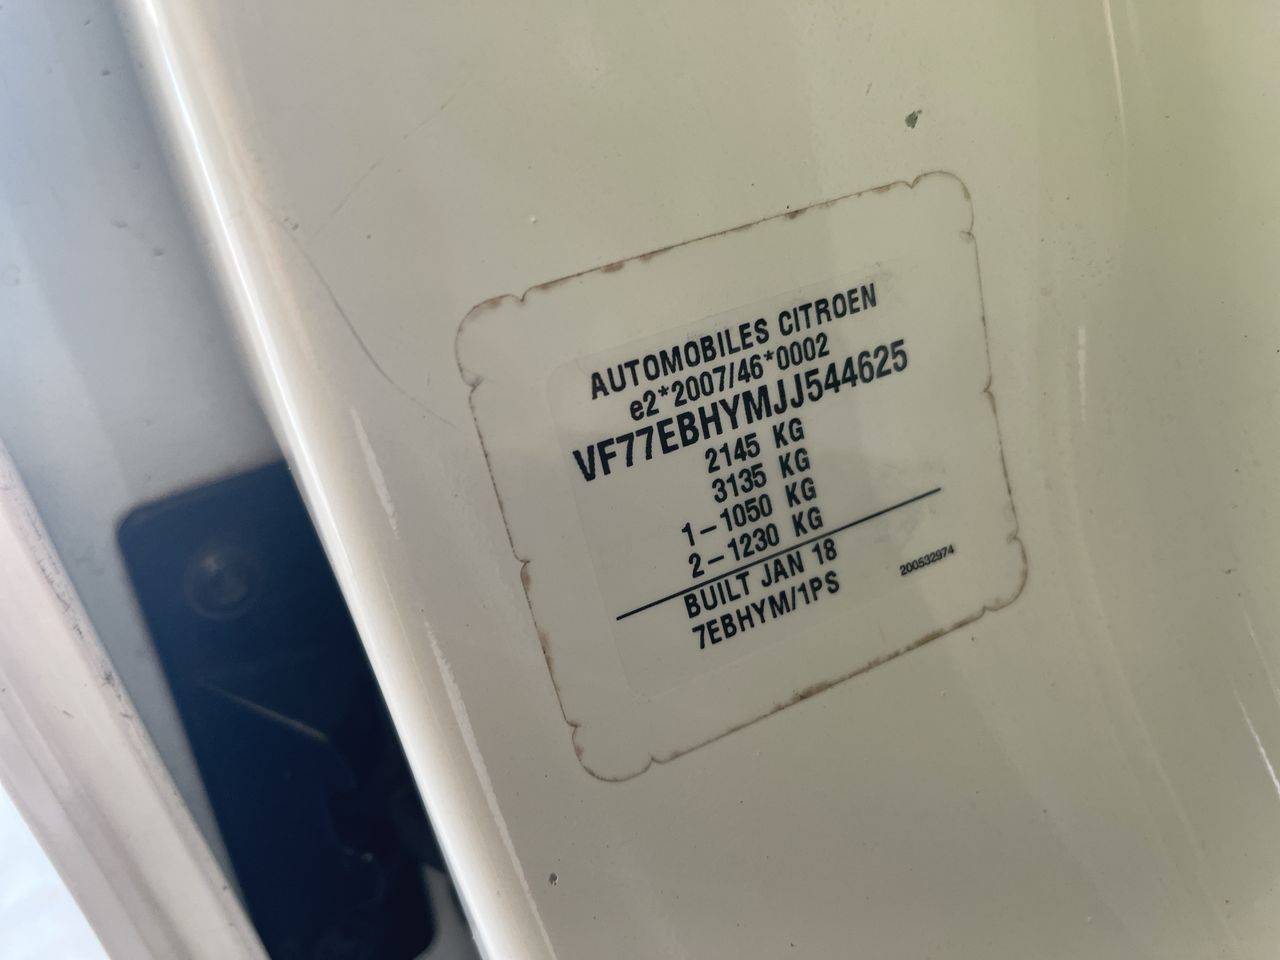 AUTOMOBILES CITROEN
e2*2007/46*0002
VF77EBHYMJJ544625
2145 KG
3135 KG
1-1050 KG
2-1230 KG
BUILT JAN 18
7EBHYM/1PS
200532974